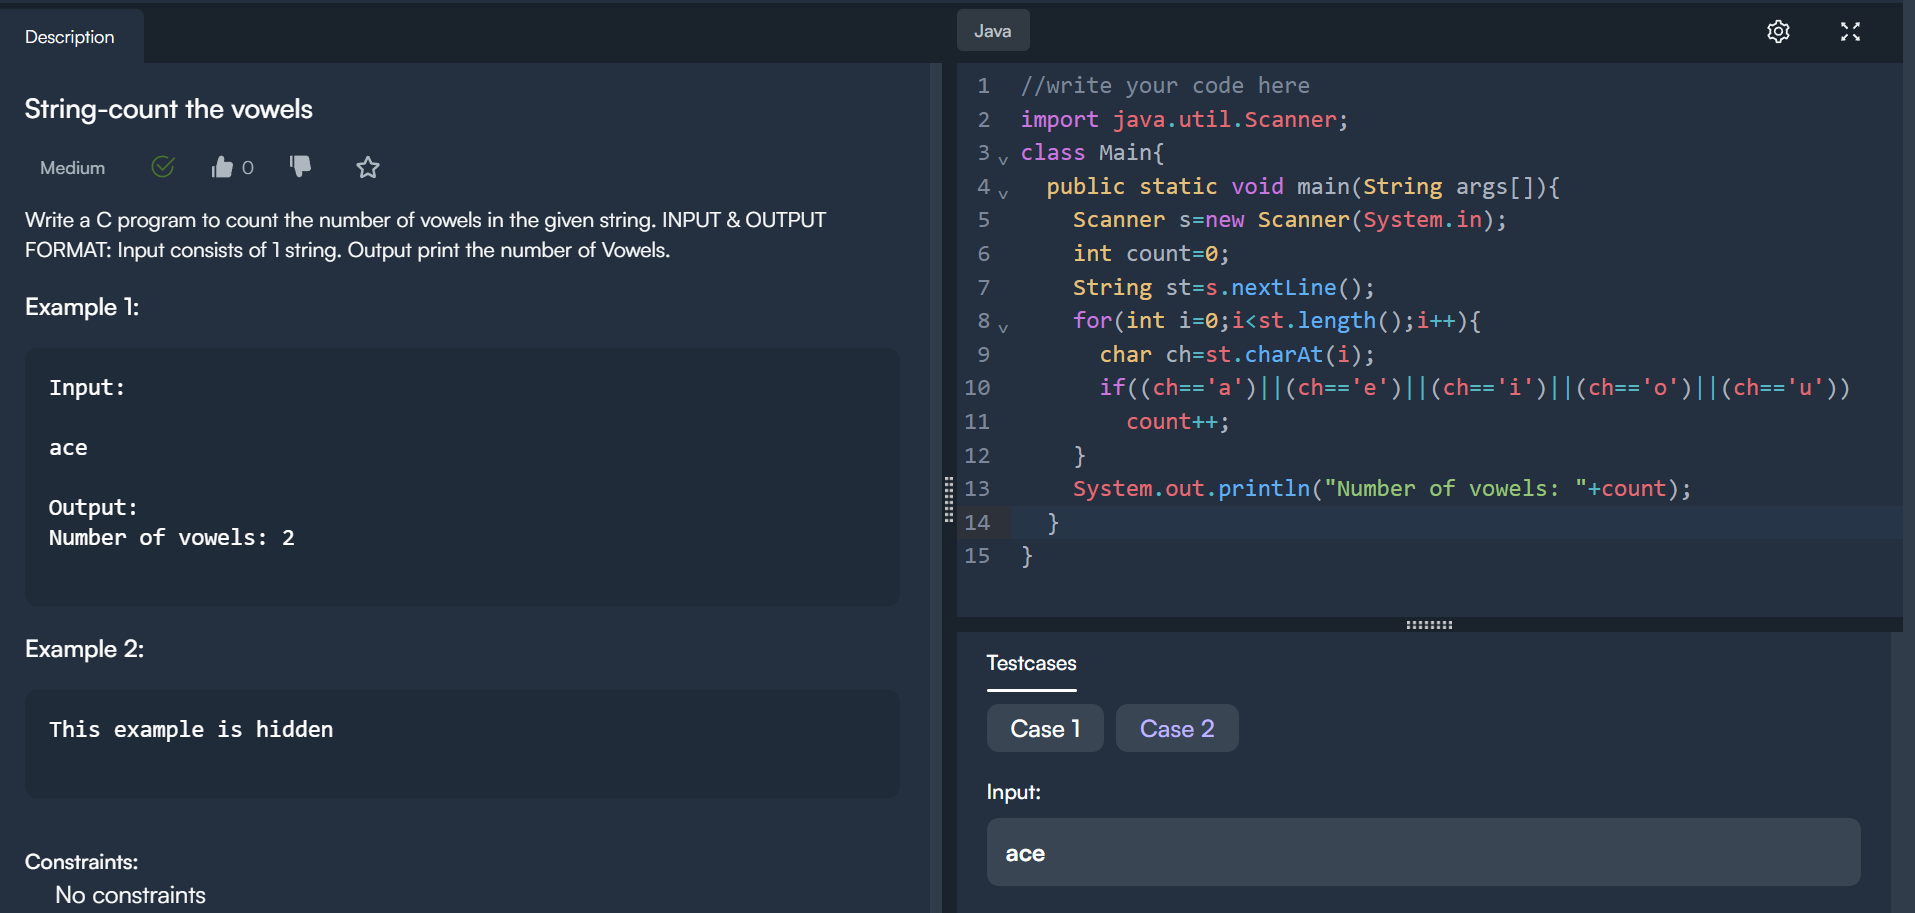 Description
String-count the vowels
Medium
0
Write a C program to count the number of vowels in the given string. INPUT & OUTPUT
FORMAT: Input consists of 1 string. Output print the number of Vowels.
Example 1:
Input:
ace
Output:
Number of vowels: 2
Example 2:
This example is hidden
Constraints:
No constraints
Java
1 //write your code here
2 import java.util.Scanner;
3 class Main{
4 public static void main(String args[]){
5 Scanner s=new Scanner(System.in);
6 int count=0;
7 String st=s.nextLine();
8 for(int i=0;i<st.length();i++){
9 char ch=st.charAt(i);
10 if((ch=='a')||(ch=='e')||(ch=='i')||(ch=='o')||(ch=='u'))
11 count++;
12 }
13 System.out.println("Number of vowels: "+count);
14 }
15 }
Testcases
Case 1 Case 2
Input:
ace